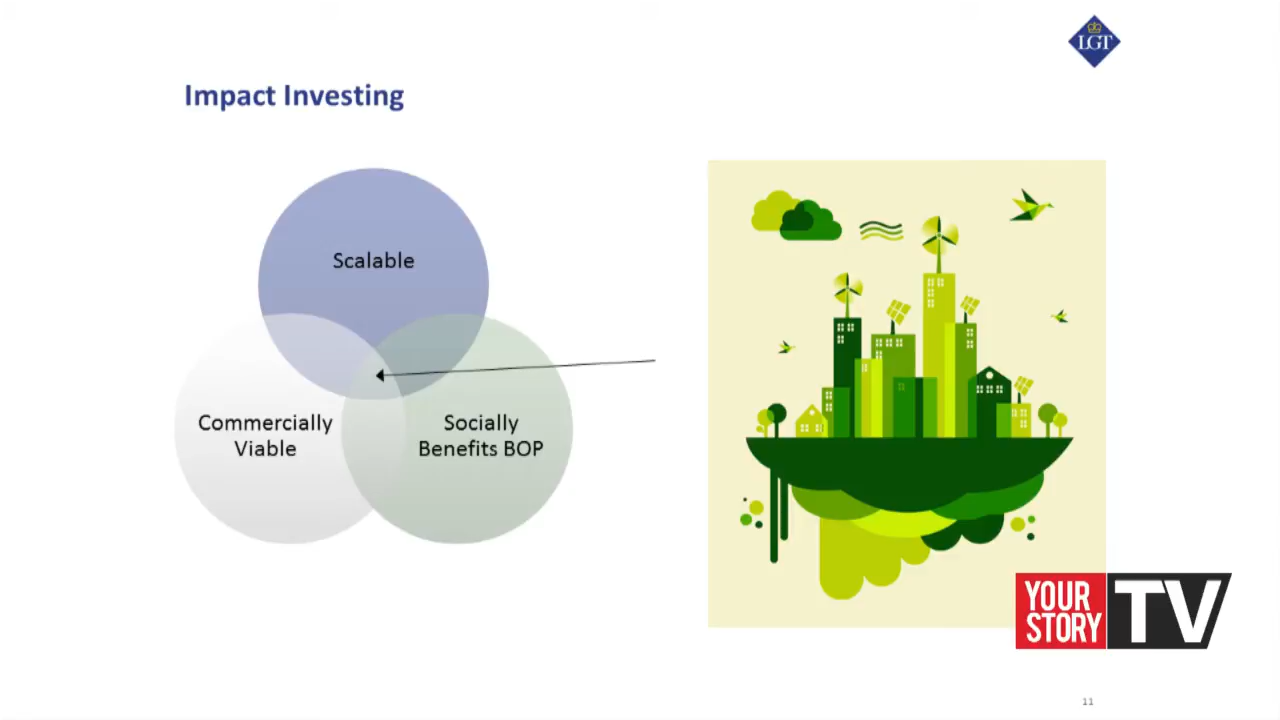 LGT
Impact Investing
Scalable
Commercially
Viable
Socially
Benefits BOP
YOUR
STORY
TV
11